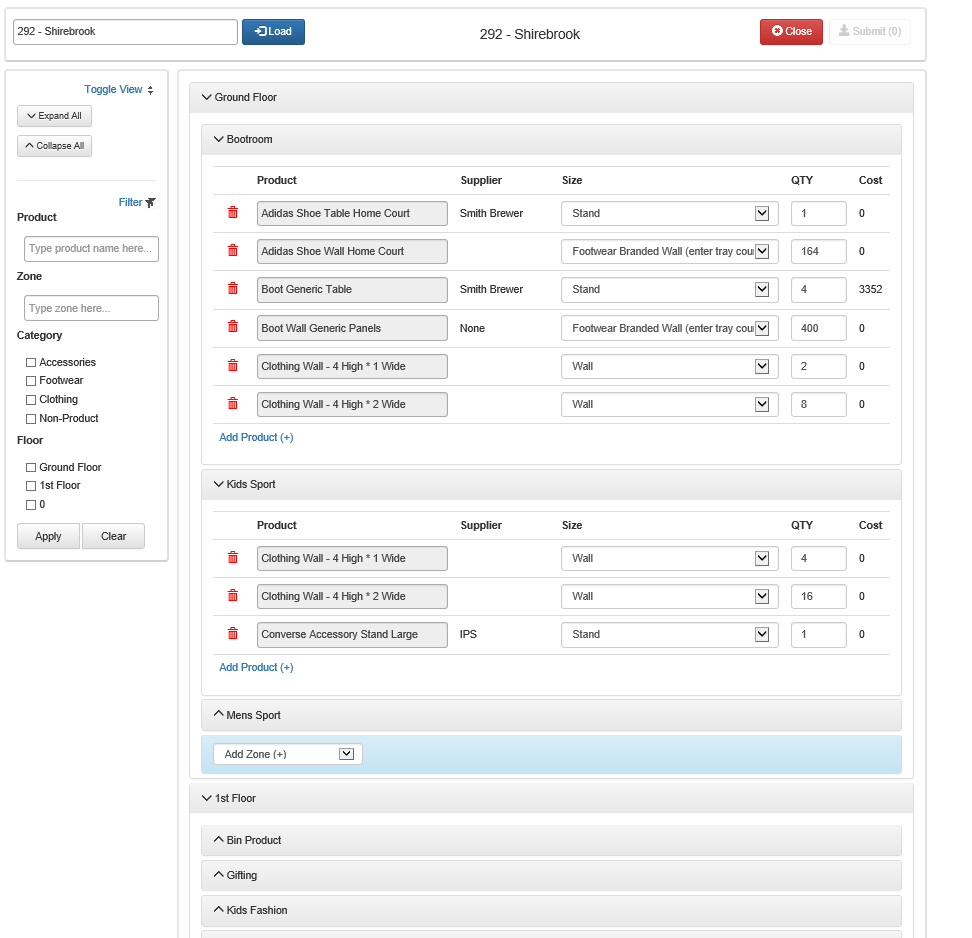 292 - Shirebrook Load 292 - Shirebrook Close Submit (0)
Toggle View
Expand All
Collapse All
Filter
Product
Type product name here...
Zone
Type zone here...
Category
Accessories
Footwear
Clothing
Non-Product
Floor
Ground Floor
1st Floor
0
Apply Clear
Ground Floor
Bootroom
Product Supplier Size QTY Cost
Adidas Shoe Table Home Court Smith Brewer Stand 1 0
Adidas Shoe Wall Home Court Footwear Branded Wall (enter tray cou 164 0
Boot Generic Table Smith Brewer Stand 4 3352
Boot Wall Generic Panels None Footwear Branded Wall (enter tray cou 400 0
Clothing Wall - 4 High * 1 Wide Wall 2 0
Clothing Wall - 4 High * 2 Wide Wall 8 0
Add Product (+)
Kids Sport
Product Supplier Size QTY Cost
Clothing Wall - 4 High * 1 Wide Wall 4 0
Clothing Wall - 4 High * 2 Wide Wall 16 0
Converse Accessory Stand Large IPS Stand 1 0
Add Product (+)
Mens Sport
Add Zone (+)
1st Floor
Bin Product
Gifting
Kids Fashion